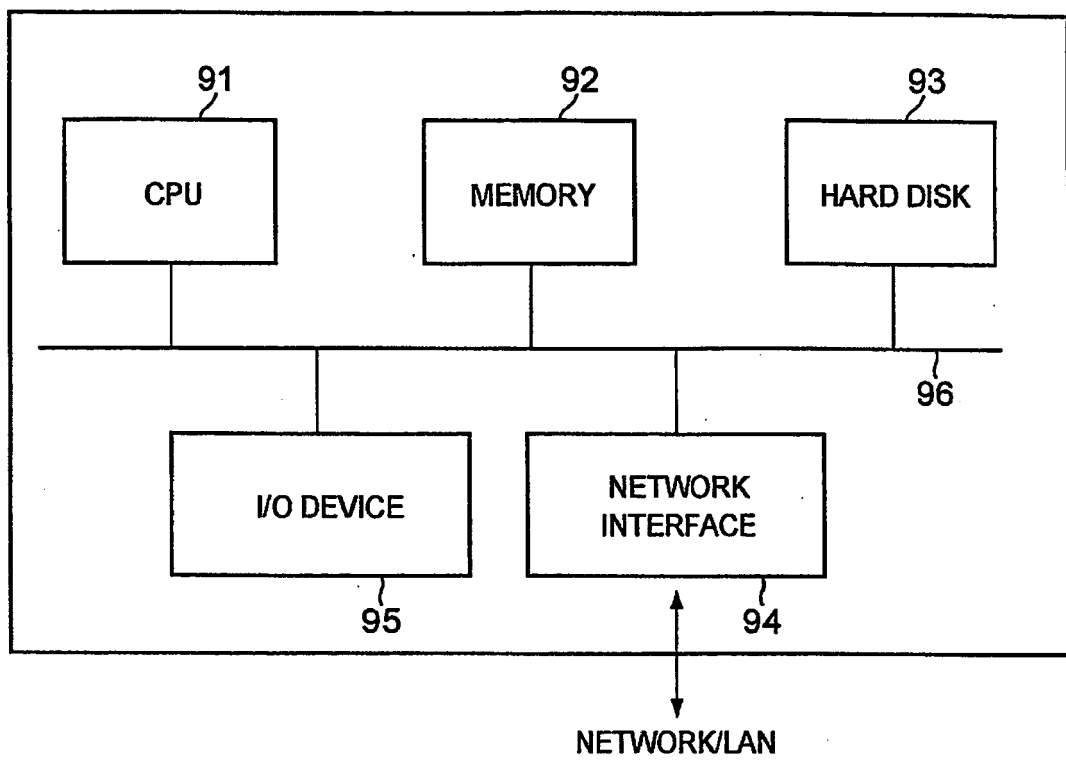 91
92
93
CPU
MEMORY
HARD DISK
96
I/O DEVICE
NETWORK
INTERFACE
95
94
NETWORK/LAN